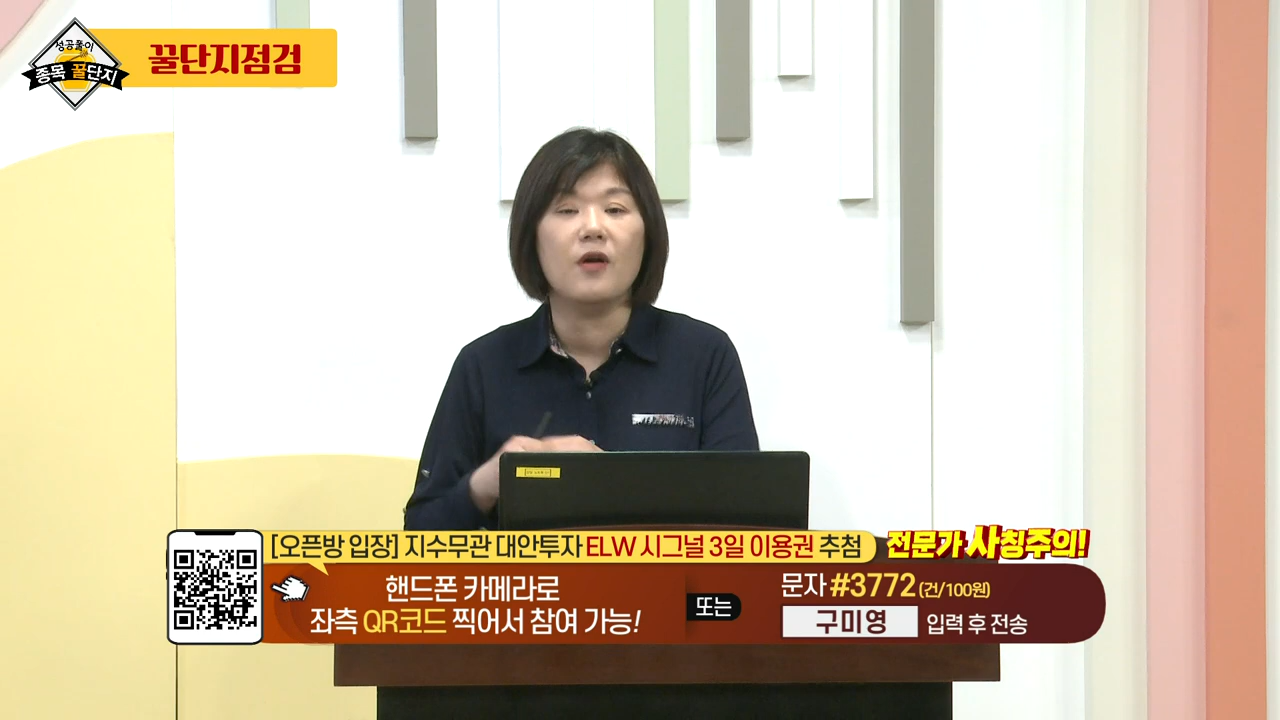 성공풀이
종목 꿀단지
꿀단지점검
[오픈방 입장] 지수무관 대안투자 ELW 시그널 3일 이용권 추첨
전문가 사칭주의!
핸드폰 카메라로
좌측 QR코드 찍어서 참여 가능!
또는
문자 #3772 (건/100원)
구미영 입력 후 전송